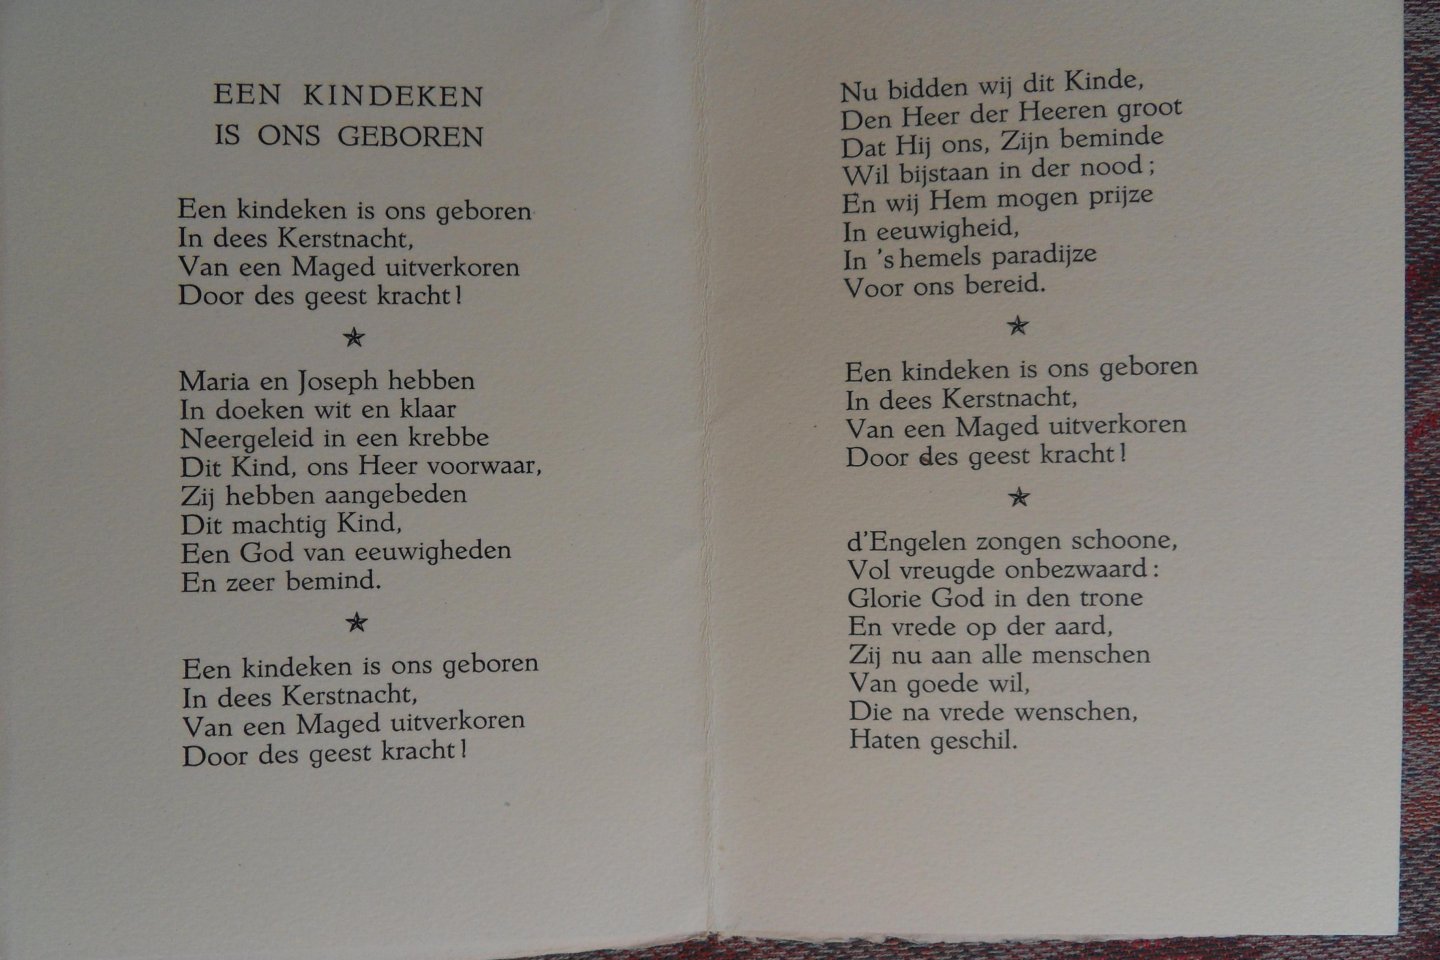 EEN KINDEKEN
IS ONS GEBOREN
Een kindeken is ons geboren
In dees Kerstnacht,
Van een Maged uitverkoren
Door des geest kracht!
Maria en Joseph hebben
In doeken wit en klaar
Neergeleid in een krebbe
Dit Kind, ons Heer voorwaar,
Zij hebben aangebeden
Dit machtig Kind,
Een God van eeuwigheden
En zeer bemind.
Een kindeken is ons geboren
In dees Kerstnacht,
Van een Maged uitverkoren
Door des geest kracht!
Nu bidden wij dit Kinde,
Den Heer der Heeren groot
Dat Hij ons, Zijn beminde
Wil bijstaan in der nood;
En wij Hem mogen prijze
In eeuwigheid,
In 's hemels paradijze
Voor ons bereid.
Een kindeken is ons geboren
In dees Kerstnacht,
Van een Maged uitverkoren
Door des geest kracht!
d'Engelen zongen schoone,
Vol vreugde onbezwaard:
Glorie God in den trone
En vrede op der aard,
Zij nu aan alle menschen
Van goede wil,
Die na vrede wenschen,
Haten geschil.